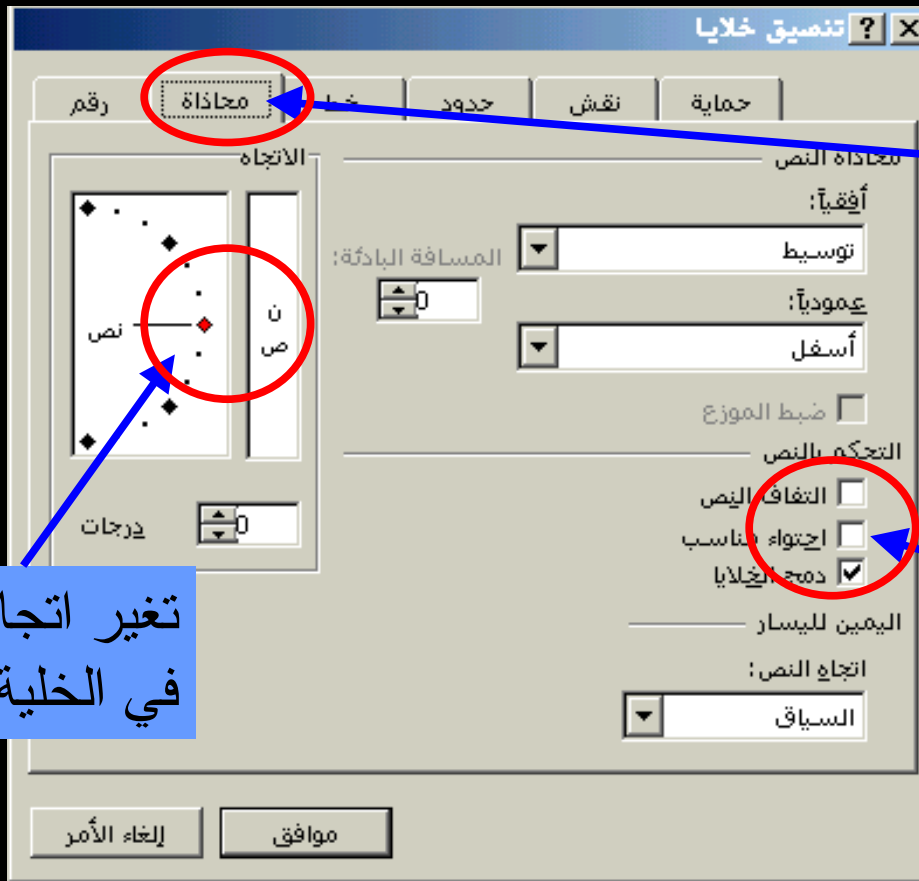 تنسيق خلايا
رقم
محاذاة
حدود
نقش
حماية
محاذاة النص
أفقياً:
توسيط
المسافة البادئة:
0
عمودياً:
أسفل
ضبط الموزع
التحكم بالنص
التفاف النص
احتواء مناسب
دمج الخلايا
اليمين لليسار
اتجاه النص:
السياق
الاتجاه
ن
ص
نص
0
درجات
تغير
في الخلية
موافق
إلغاء الأمر